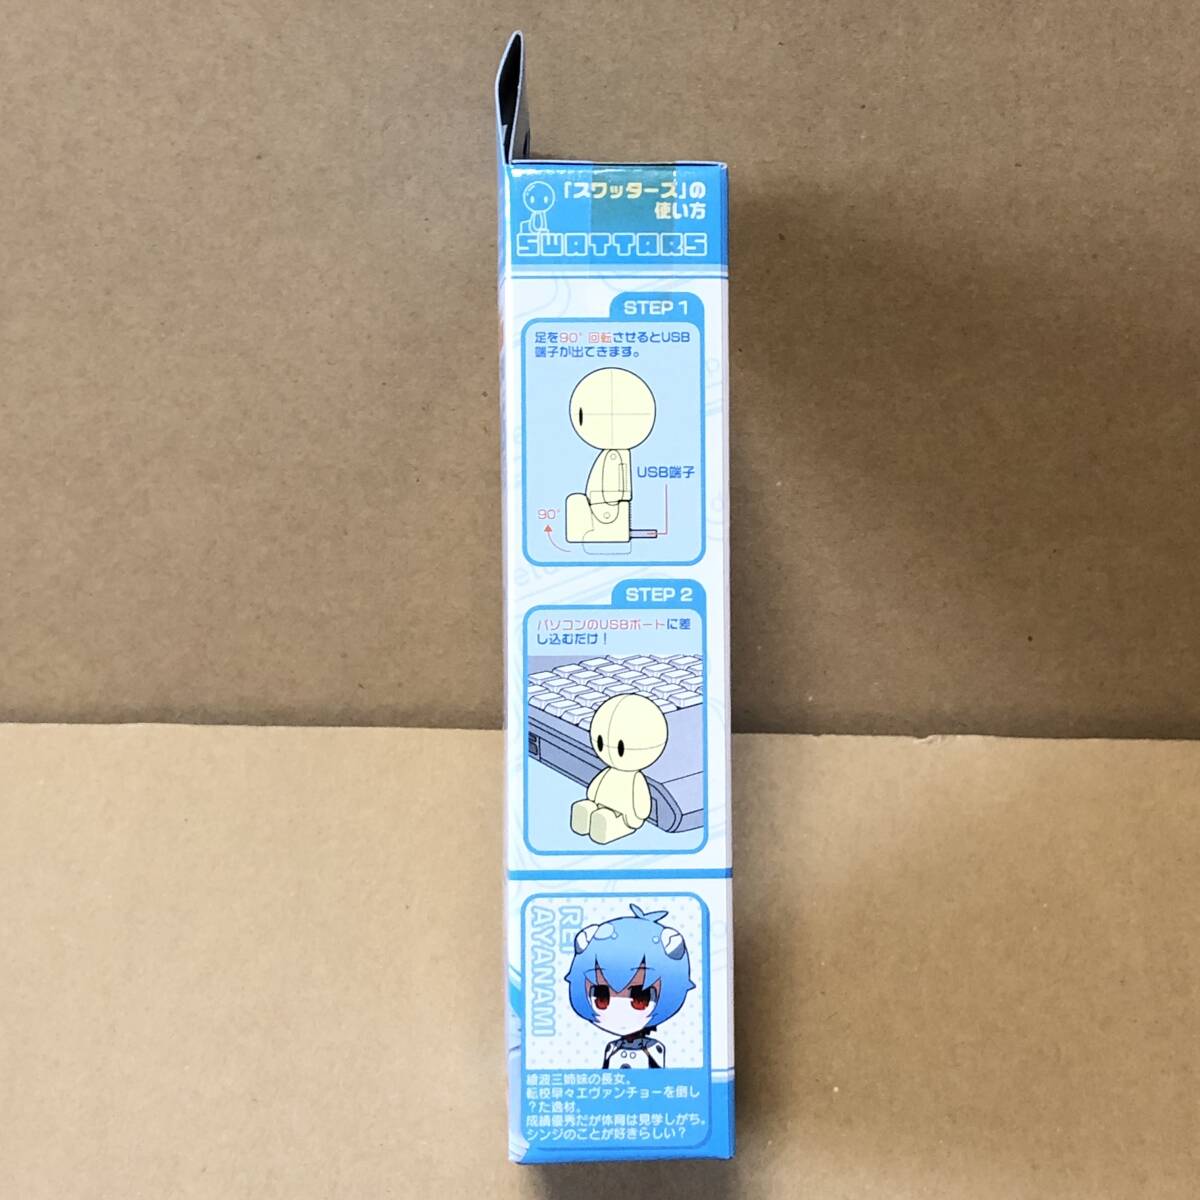 「スワッターズ」の
使い方
SWATTARS
STEP 1
足を90°回転させるとUSB
端子が出てきます。
USB端子
90°
STEP 2
パソコンのUSBポートに差
し込むだけ！
REI
AYANAMI
綾波三姉妹の長女。
転校早々エヴァンチョーを倒し
？た逸材。
成績優秀だが体育は見学しがち。
シンジのことが好きらしい？